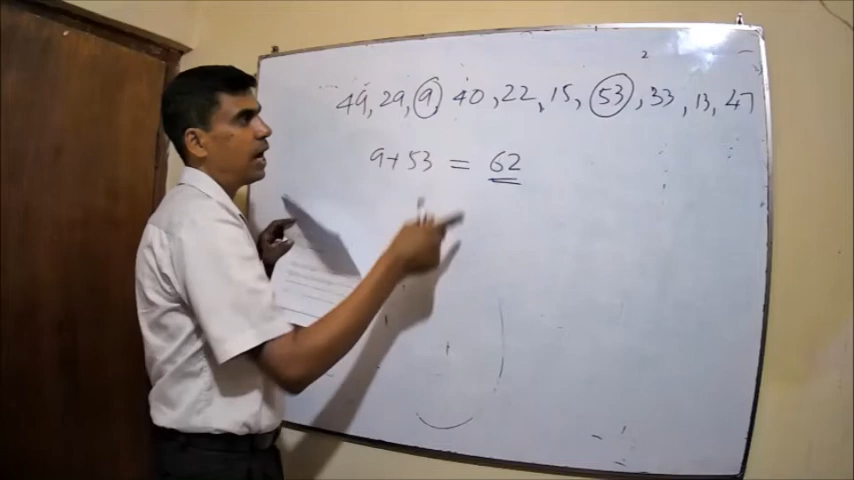 49, 29, 9 40, 22, 15, 53, 33, 13, 47
9+53 = 62